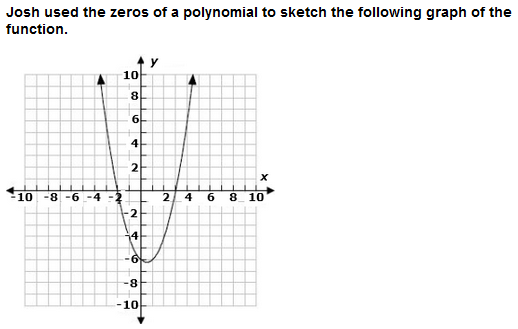 Josh used the zeros of a polynomial to sketch the following graph of the
function.
y
10
8
6
4
2
x
-10 -8 -6 -4 -2 2 4 6 8 10
-2
-4
-6
-8
-10